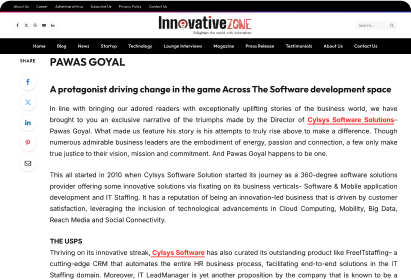 About Us Career Advertise with us Subscribe Us Privacy Policy Contact Us
Innovative ZONE
Enlighten the world with innovation
Search ...
Home Blog News Startup Technology Lounge Interviews Magazine Press Release Testimonials About Us Contact Us
SHARE
PAWAS GOYAL
A protagonist driving change in the game Across The Software development space
In line with bringing our adored readers with exceptionally uplifting stories of the business world, we have
brought to you an exclusive narrative of the triumphs made by the Director of Cylsys Software Solutions–
Pawas Goyal. What made us feature his story is his attempts to truly rise above to make a difference. Though
numerous admirable business leaders are the embodiment of energy, passion and connection, a few only make
true justice to their vision, mission and commitment. And Pawas Goyal happens to be one.
This all started in 2010 when Cylsys Software Solution started its journey as a 360-degree software solutions
provider offering some innovative solutions via fixating on its business verticals- Software & Mobile application
development and IT Staffing. It has a reputation of being an innovation-led business that is driven by customer
satisfaction, leveraging the inclusion of technological advancements in Cloud Computing, Mobility, Big Data,
Reach Media and Social Connectivity.
THE USPS
Thriving on its innovative streak, Cylsys Software has also curated its outstanding product like FreeITstaffing– a
cutting-edge CRM that automates the entire HR business process, facilitating end-to-end solutions in the IT
Staffing domain. Moreover, IT LeadManager is yet another proposition by the company that is known to be a